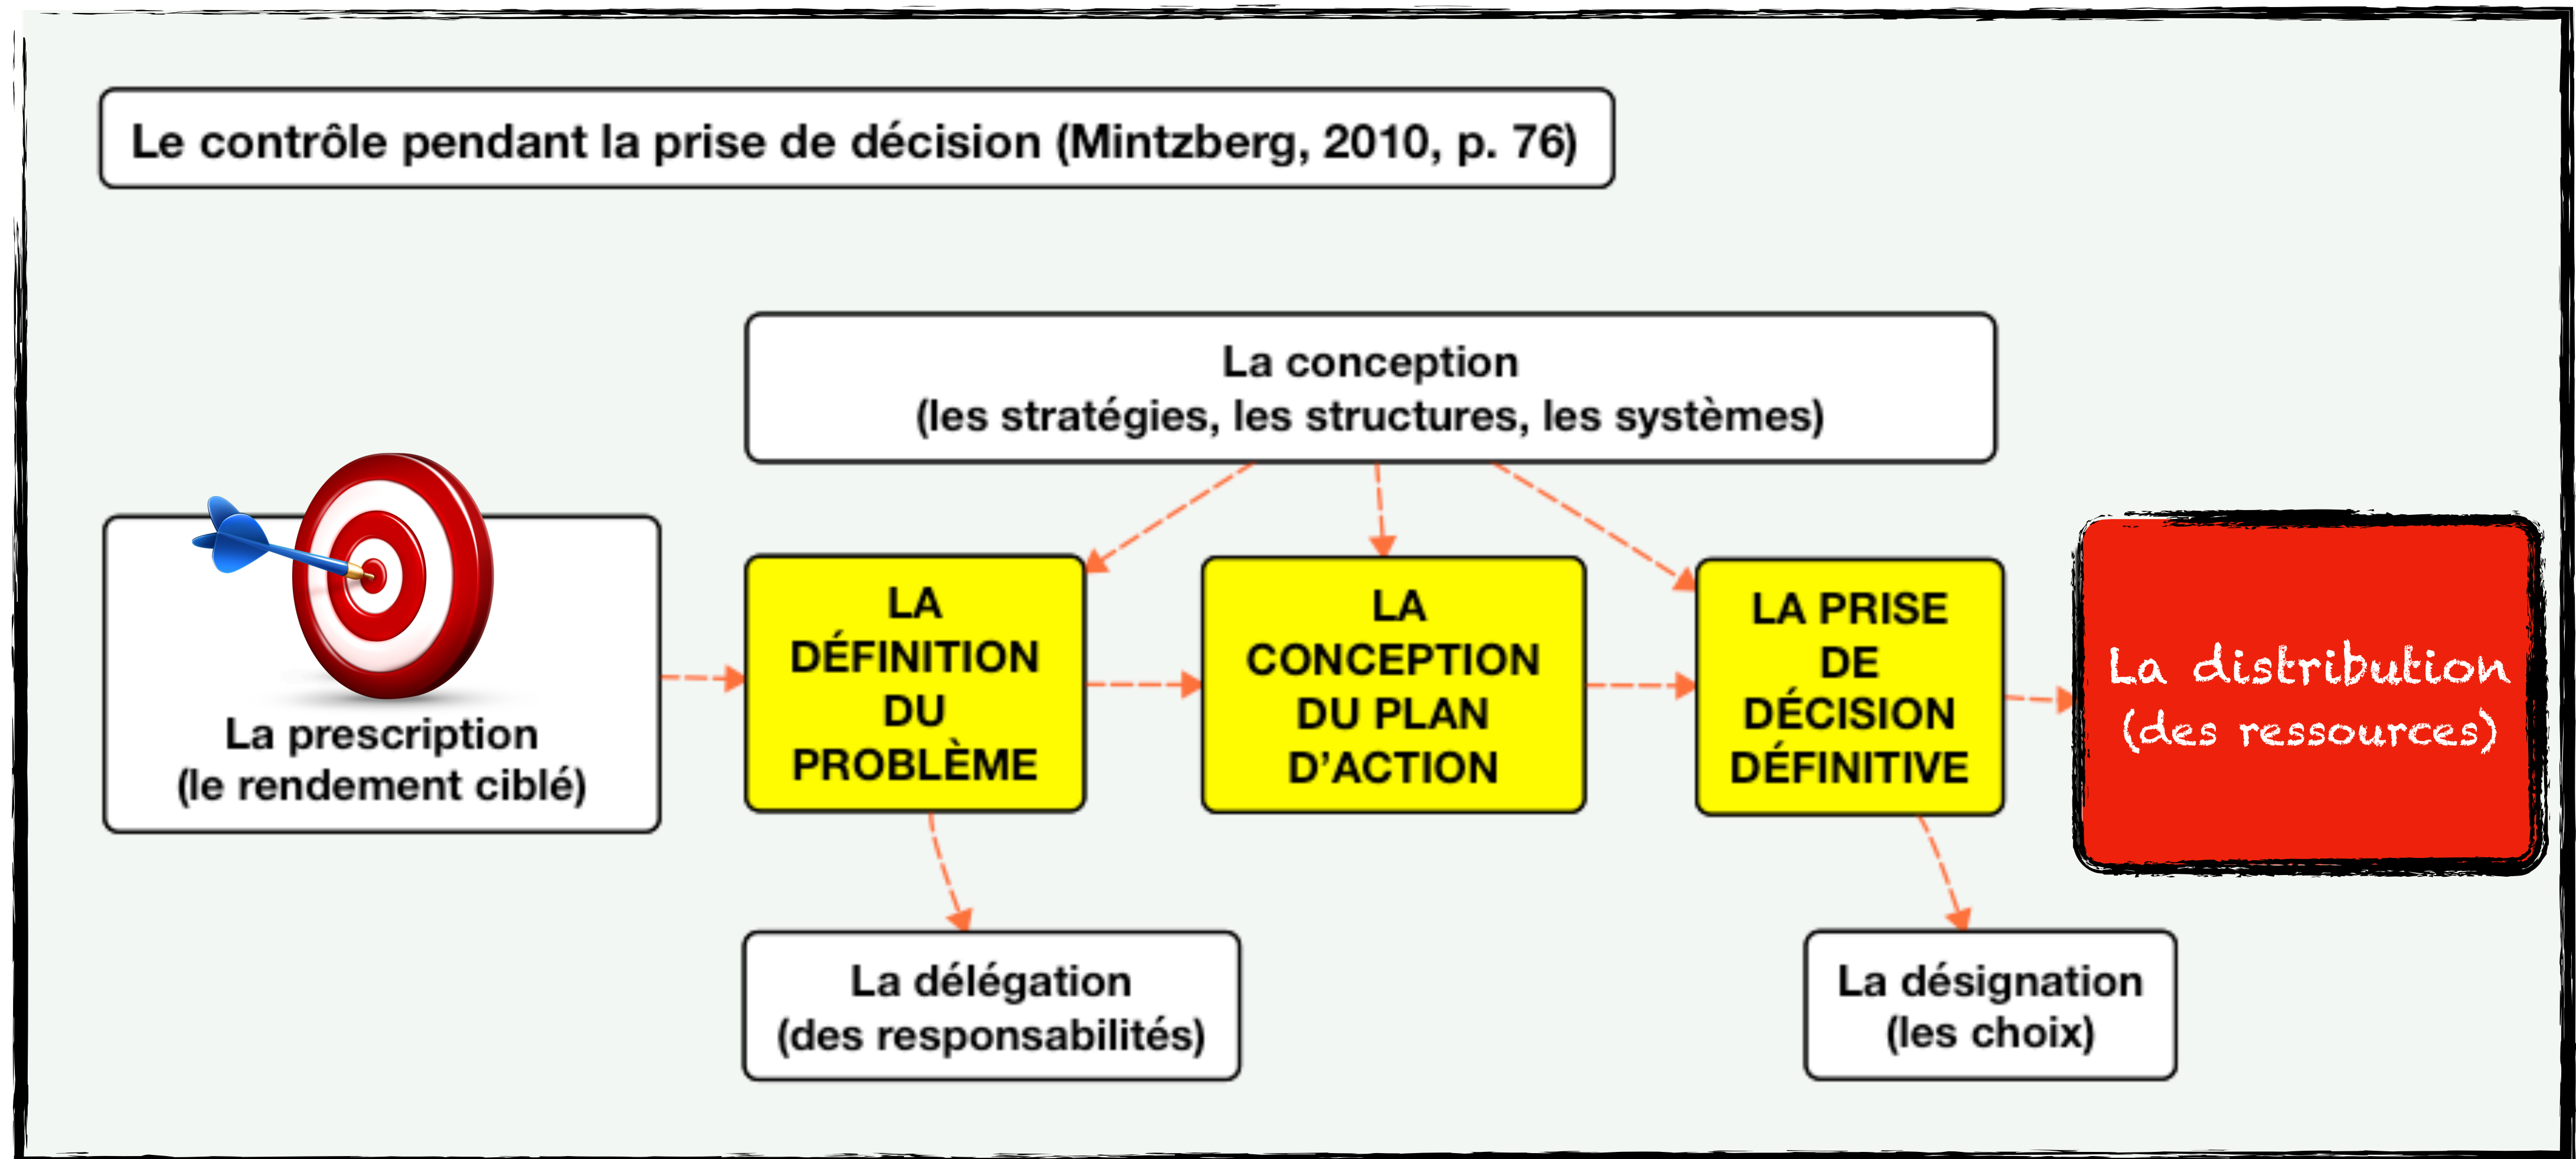 Le contrôle pendant la prise de décision (Mintzberg, 2010, p. 76)
La conception
(les stratégies, les structures, les systèmes)
La prescription
(le rendement ciblé)
LA
DÉFINITION
DU
PROBLÈME
LA
CONCEPTION
DU PLAN
D’ACTION
LA PRISE
DE
DÉCISION
DÉFINITIVE
La distribution
(des ressources)
La délégation
(des responsabilités)
La désignation
(les choix)